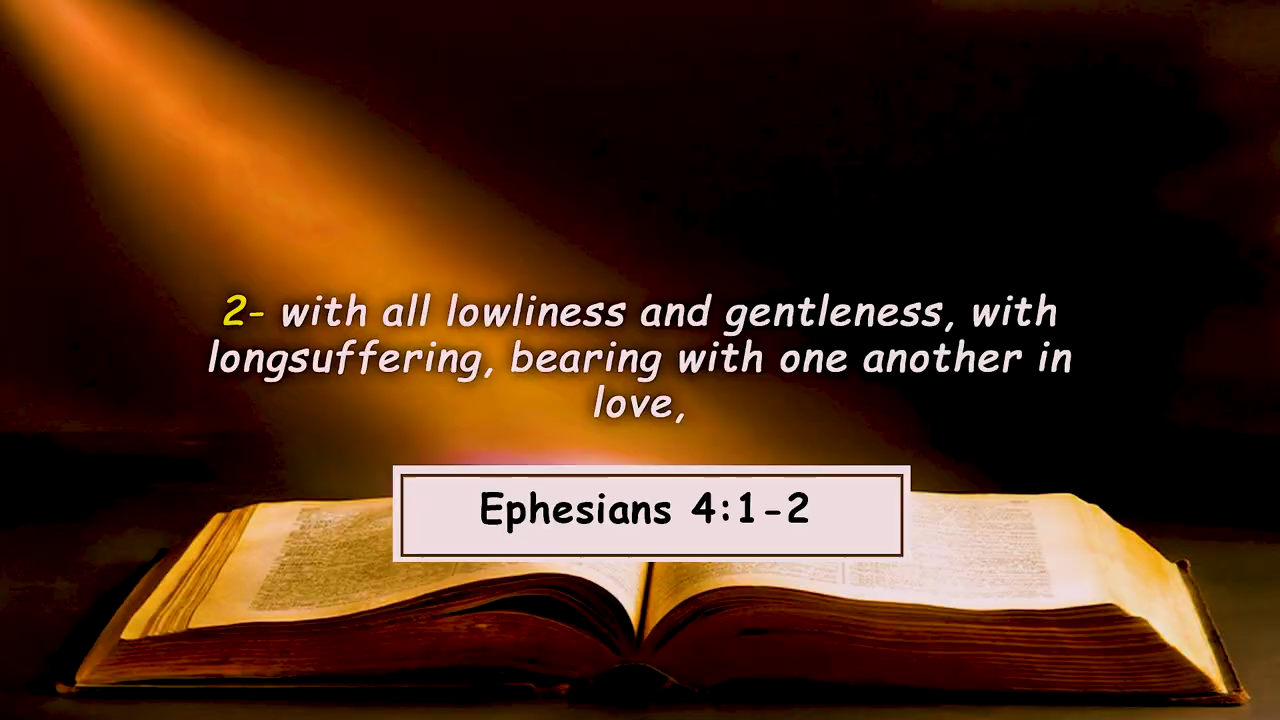 2- with all lowliness and gentleness, with
longsuffering, bearing with one another in
love,
Ephesians 4:1-2